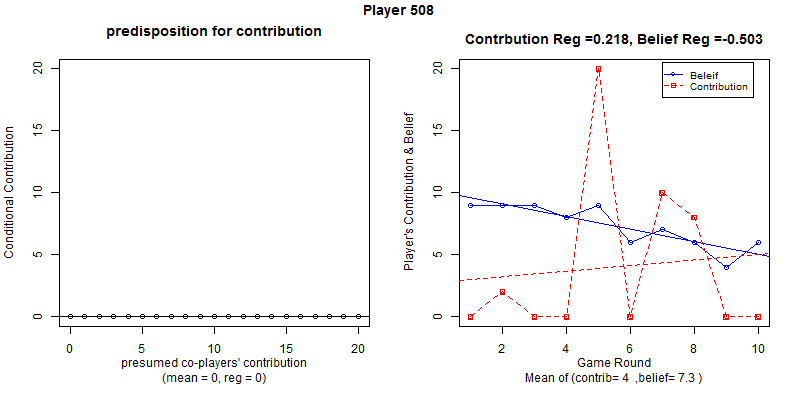 Player 508
predisposition for contribution
Conditional Contribution
20
15
10
5
0
0 5 10 15 20
presumed co-players' contribution
(mean = 0, reg = 0)
Contrbution Reg =0.218, Belief Reg =-0.503
Player's Contribution & Belief
20
15
10
5
0
Beleif
Contribution
2 4 6 8 10
Game Round
Mean of (contrib= 4 ,belief= 7.3 )